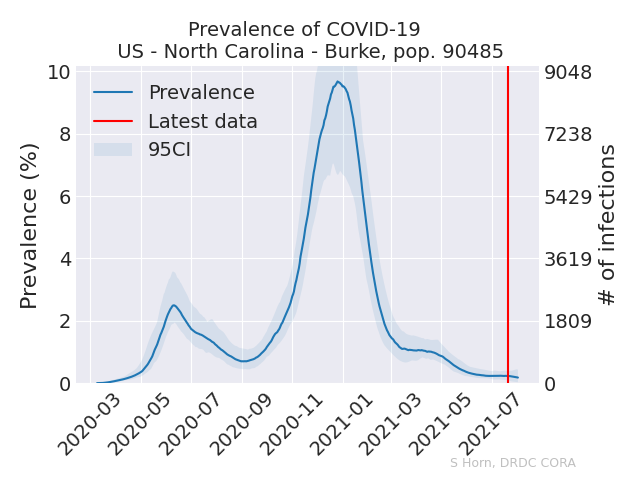 Prevalence of COVID-19
US - North Carolina - Burke, pop. 90485
Prevalence
Latest data
95CI
Prevalence (%)
10
8
6
4
2
0
9048
7238
5429
3619
1809
0
# of infections
2020-03
2020-05
2020-07
2020-09
2020-11
2021-01
2021-03
2021-05
2021-07
S Horn, DRDC CORA